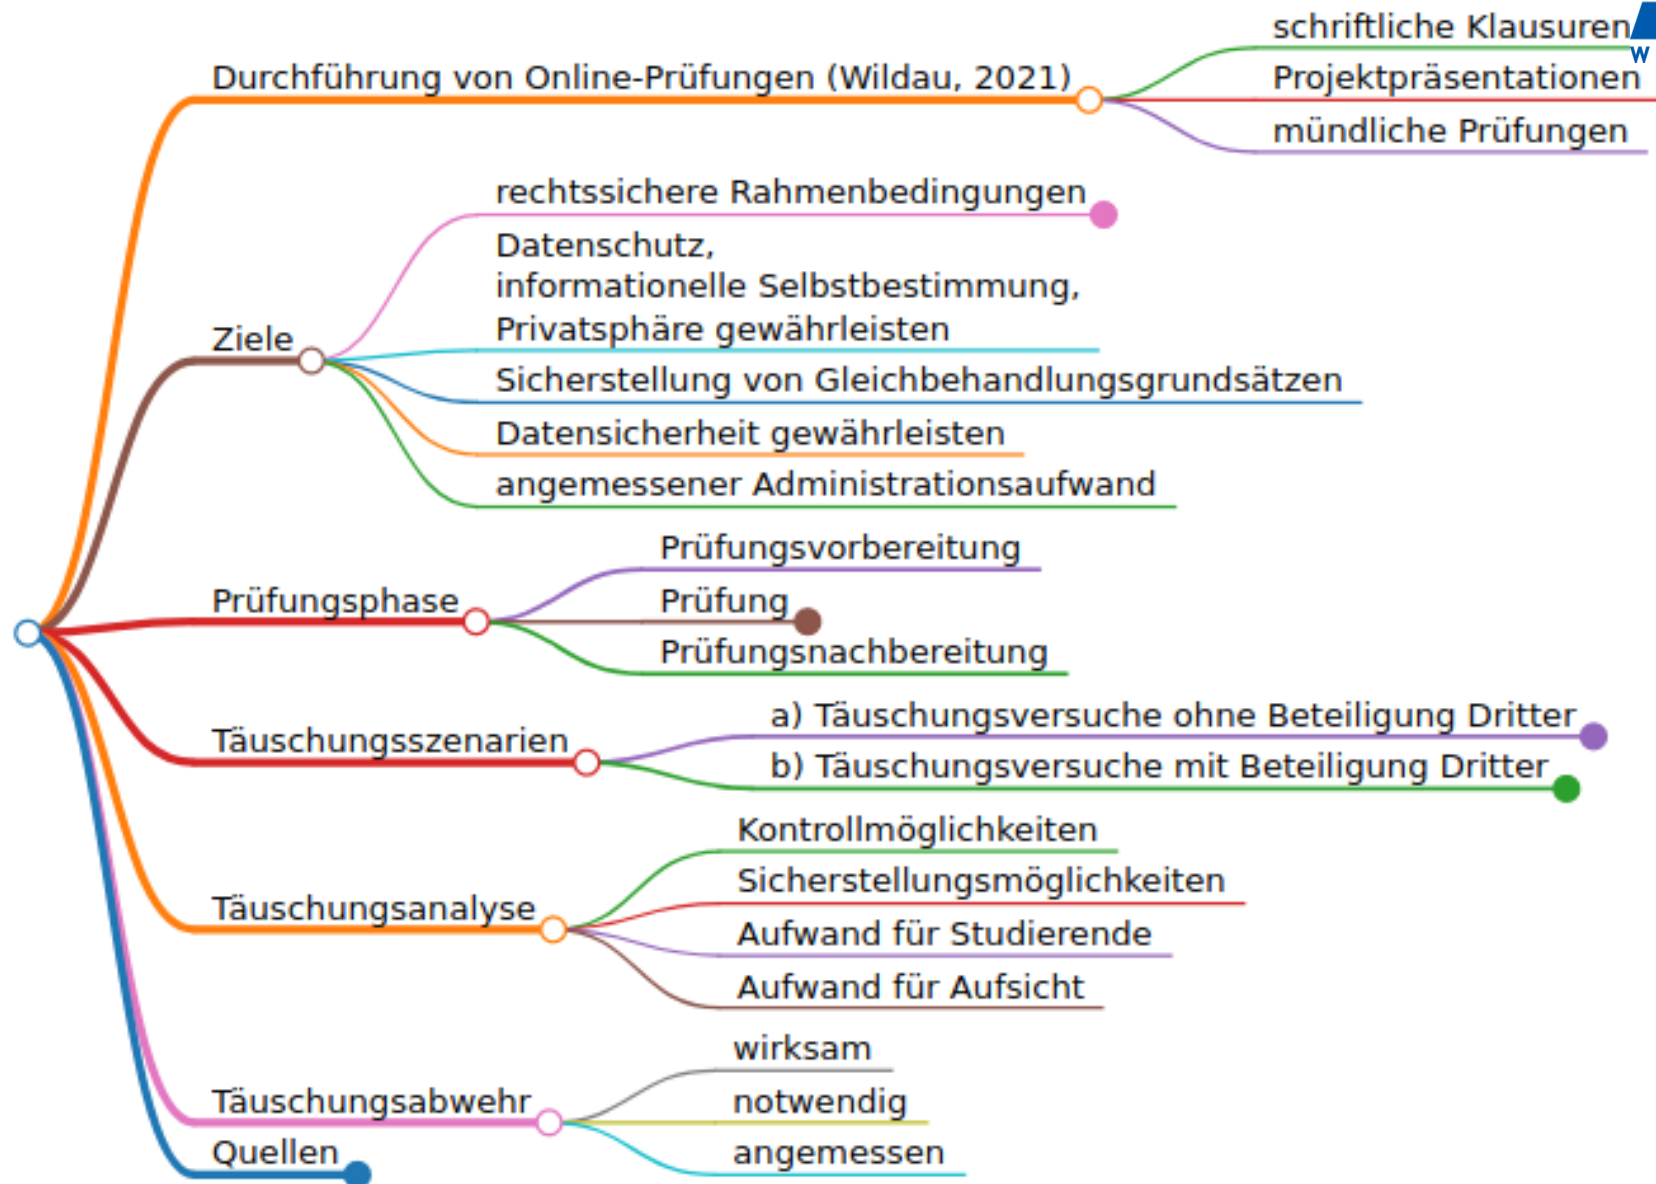 schriftliche Klausuren
W
Durchführung von Online-Prüfungen (Wildau, 2021)
Projektpräsentationen
mündliche Prüfungen
rechtssichere Rahmenbedingungen
Datenschutz,
informationelle Selbstbestimmung,
Privatsphäre gewährleisten
Ziele
Sicherstellung von Gleichbehandlungsgrundsätzen
Datensicherheit gewährleisten
angemessener Administrationsaufwand
Prüfungsvorbereitung
Prüfungsphase
Prüfung
Prüfungsnachbereitung
Täuschungsszenarien
a) Täuschungsversuche ohne Beteiligung Dritter
b) Täuschungsversuche mit Beteiligung Dritter
Kontrollmöglichkeiten
Sicherstellungsmöglichkeiten
Täuschungsanalyse
Aufwand für Studierende
Aufwand für Aufsicht
wirksam
Täuschungsabwehr
notwendig
angemessen
Quellen